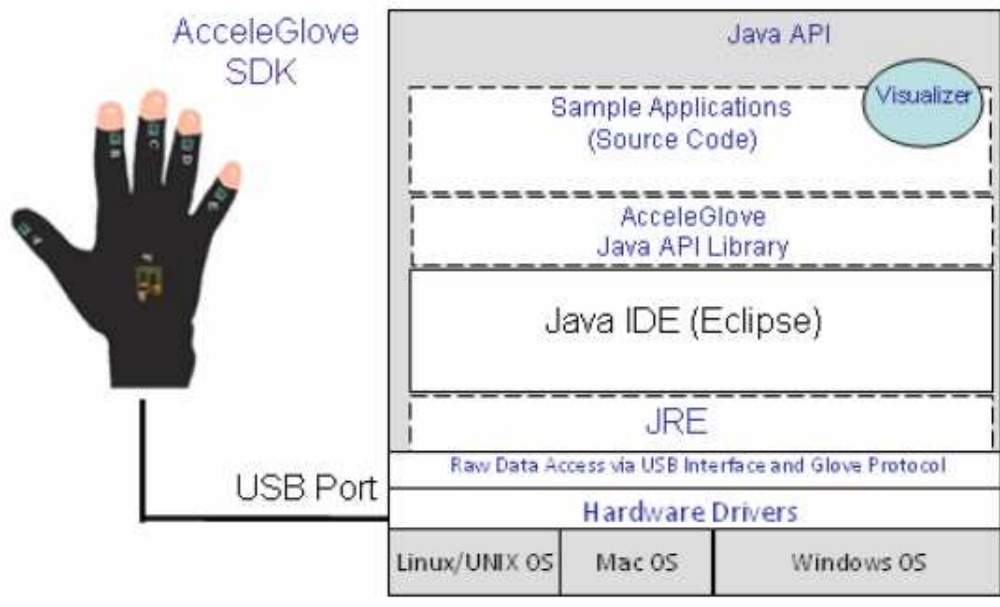 AcceleGlove
SDK
Java API
Visualizer
Sample Applications
(Source Code)
AcceleGlove
Java API Library
Java IDE (Eclipse)
JRE
Raw Data Access via USB Interface and Glove Protocol
USB Port
Hardware Drivers
Linux/UNIX OS
Mac OS
Windows OS
B
C
D
E